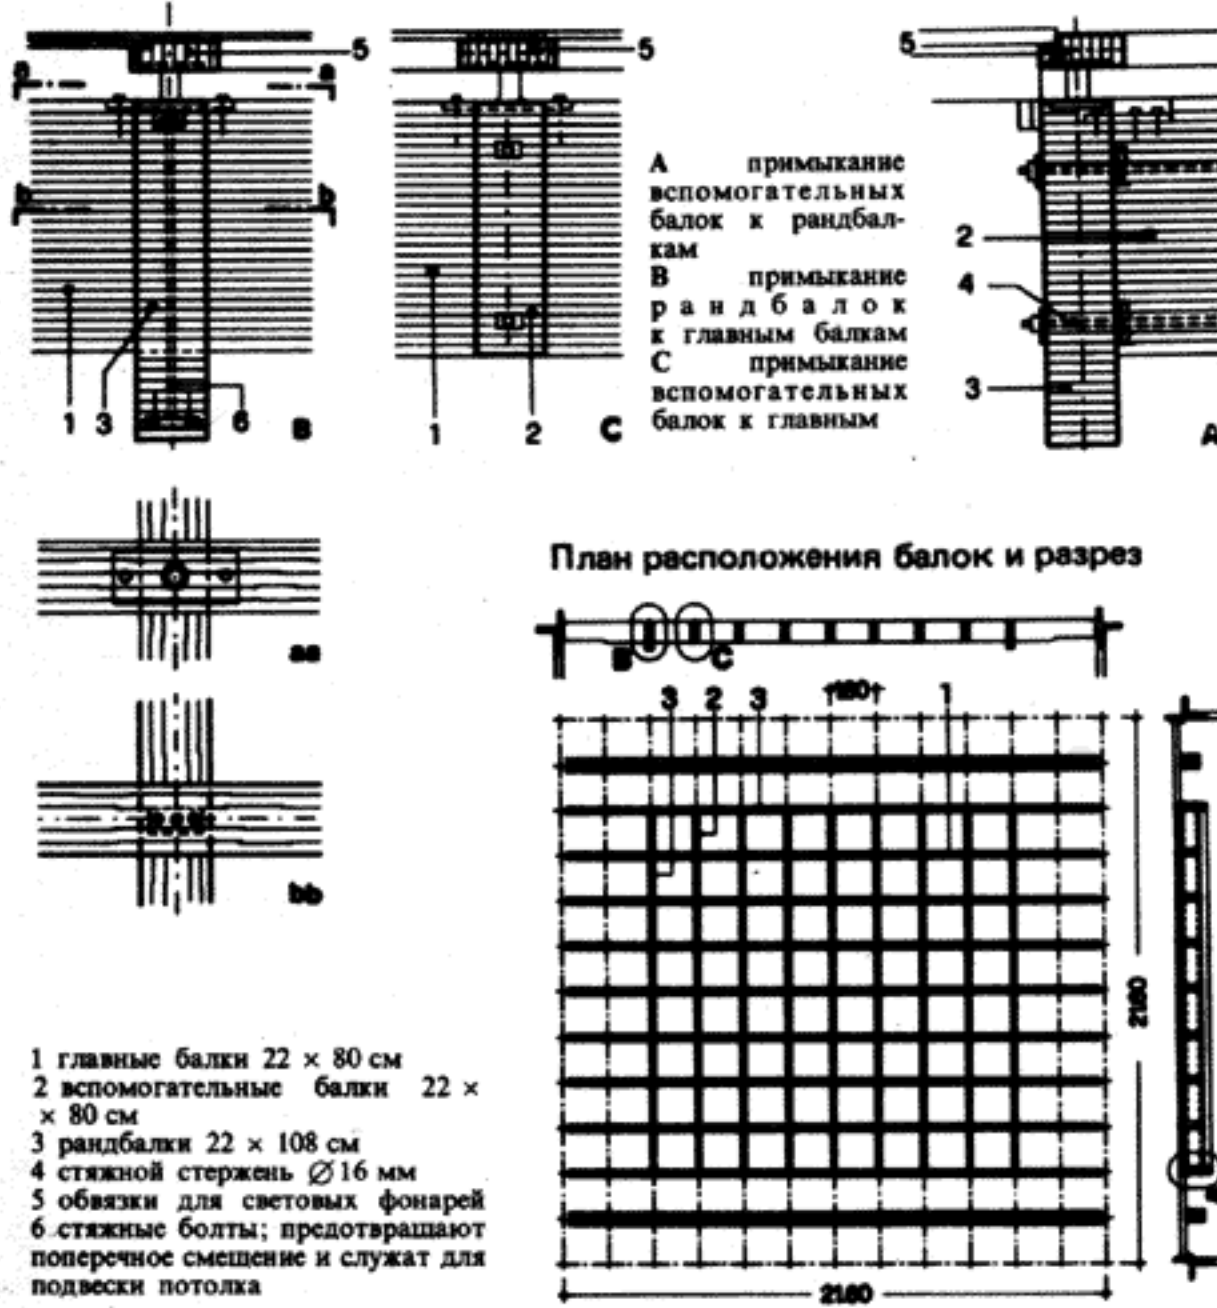 5
5
5
a
a
b
b
1
3
6
B
1
2
C
А примыкание
вспомогательных
балок к рандбал-
кам
В примыкание
рандбалок
к главным балкам
С примыкание
вспомогательных
балок к главным
2
4
3
A
aa
bb
План расположения балок и разрез
B
C
3
2
3
1
2180
2180
1 главные балки 22 × 80 см
2 вспомогательные балки 22 ×
× 80 см
3 рандбалки 22 × 108 см
4 стяжной стержень ∅ 16 мм
5 обвязки для световых фонарей
6 стяжные болты; предотвращают
поперечное смещение и служат для
подвески потолка